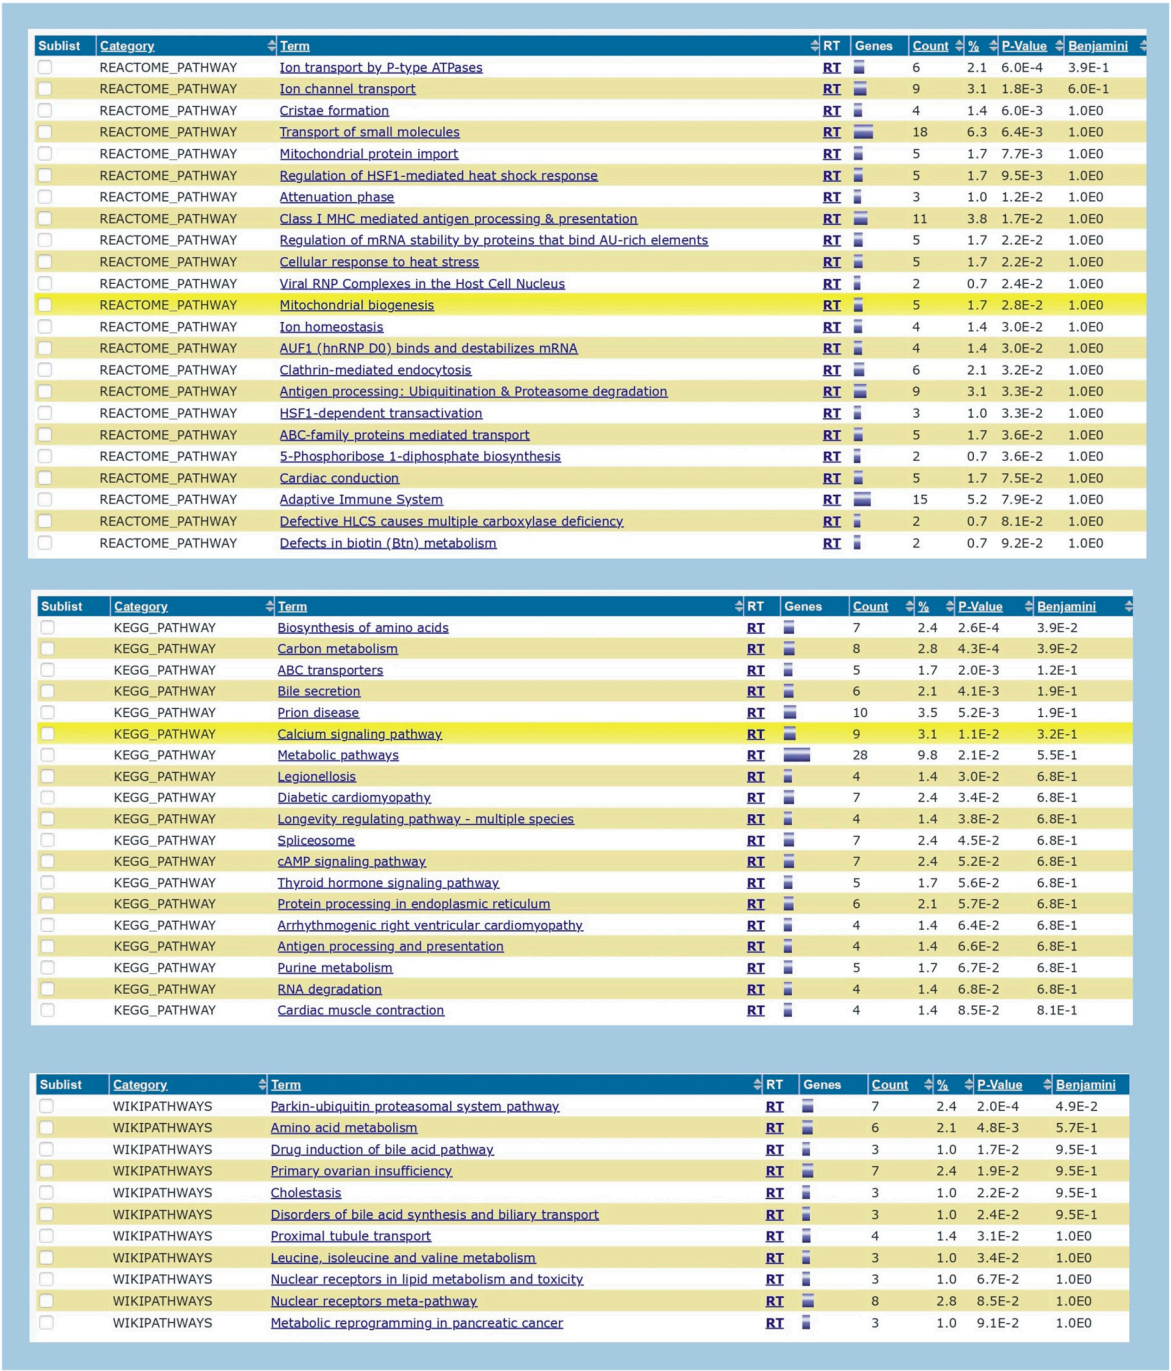 Sublist Category Term RT Genes Count % P-Value Benjamini
REACTOME_PATHWAY Ion transport by P-type ATPases RT 6 2.1 6.0E-4 3.9E-1
REACTOME_PATHWAY Ion channel transport RT 9 3.1 1.8E-3 6.0E-1
REACTOME_PATHWAY Cristae formation RT 4 1.4 6.0E-3 1.0E0
REACTOME_PATHWAY Transport of small molecules RT 18 6.3 6.4E-3 1.0E0
REACTOME_PATHWAY Mitochondrial protein import RT 5 1.7 7.7E-3 1.0E0
REACTOME_PATHWAY Regulation of HSF1-mediated heat shock response RT 5 1.7 9.5E-3 1.0E0
REACTOME_PATHWAY Attenuation phase RT 3 1.0 1.2E-2 1.0E0
REACTOME_PATHWAY Class I MHC mediated antigen processing & presentation RT 11 3.8 1.7E-2 1.0E0
REACTOME_PATHWAY Regulation of mRNA stability by proteins that bind AU-rich elements RT 5 1.7 2.2E-2 1.0E0
REACTOME_PATHWAY Cellular response to heat stress RT 5 1.7 2.2E-2 1.0E0
REACTOME_PATHWAY Viral RNP Complexes in the Host Cell Nucleus RT 2 0.7 2.4E-2 1.0E0
REACTOME_PATHWAY Mitochondrial biogenesis RT 5 1.7 2.8E-2 1.0E0
REACTOME_PATHWAY Ion homeostasis RT 4 1.4 3.0E-2 1.0E0
REACTOME_PATHWAY AUF1 (hnRNP D0) binds and destabilizes mRNA RT 4 1.4 3.0E-2 1.0E0
REACTOME_PATHWAY Clathrin-mediated endocytosis RT 6 2.1 3.2E-2 1.0E0
REACTOME_PATHWAY Antigen processing: Ubiquitination & Proteasome degradation RT 9 3.1 3.3E-2 1.0E0
REACTOME_PATHWAY HSF1-dependent transactivation RT 3 1.0 3.3E-2 1.0E0
REACTOME_PATHWAY ABC-family proteins mediated transport RT 5 1.7 3.6E-2 1.0E0
REACTOME_PATHWAY 5-Phosphoribose 1-diphosphate biosynthesis RT 2 0.7 3.6E-2 1.0E0
REACTOME_PATHWAY Cardiac conduction RT 5 1.7 7.5E-2 1.0E0
REACTOME_PATHWAY Adaptive Immune System RT 15 5.2 7.9E-2 1.0E0
REACTOME_PATHWAY Defective HLCS causes multiple carboxylase deficiency RT 2 0.7 8.1E-2 1.0E0
REACTOME_PATHWAY Defects in biotin (Btn) metabolism RT 2 0.7 9.2E-2 1.0E0
Sublist Category Term RT Genes Count % P-Value Benjamini
KEGG_PATHWAY Biosynthesis of amino acids RT 7 2.4 2.6E-4 3.9E-2
KEGG_PATHWAY Carbon metabolism RT 8 2.8 4.3E-4 3.9E-2
KEGG_PATHWAY ABC transporters RT 5 1.7 2.0E-3 1.2E-1
KEGG_PATHWAY Bile secretion RT 6 2.1 4.1E-3 1.9E-1
KEGG_PATHWAY Prion disease RT 10 3.5 5.2E-3 1.9E-1
KEGG_PATHWAY Calcium signaling pathway RT 9 3.1 1.1E-2 3.2E-1
KEGG_PATHWAY Metabolic pathways RT 28 9.8 2.1E-2 5.5E-1
KEGG_PATHWAY Legionellosis RT 4 1.4 3.0E-2 6.8E-1
KEGG_PATHWAY Diabetic cardiomyopathy RT 7 2.4 3.4E-2 6.8E-1
KEGG_PATHWAY Longevity regulating pathway - multiple species RT 4 1.4 3.8E-2 6.8E-1
KEGG_PATHWAY Spliceosome RT 7 2.4 4.5E-2 6.8E-1
KEGG_PATHWAY cAMP signaling pathway RT 7 2.4 5.2E-2 6.8E-1
KEGG_PATHWAY Thyroid hormone signaling pathway RT 5 1.7 5.6E-2 6.8E-1
KEGG_PATHWAY Protein processing in endoplasmic reticulum RT 6 2.1 5.7E-2 6.8E-1
KEGG_PATHWAY Arrhythmogenic right ventricular cardiomyopathy RT 4 1.4 6.4E-2 6.8E-1
KEGG_PATHWAY Antigen processing and presentation RT 4 1.4 6.6E-2 6.8E-1
KEGG_PATHWAY Purine metabolism RT 5 1.7 6.7E-2 6.8E-1
KEGG_PATHWAY RNA degradation RT 4 1.4 6.8E-2 6.8E-1
KEGG_PATHWAY Cardiac muscle contraction RT 4 1.4 8.5E-2 8.1E-1
Sublist Category Term RT Genes Count % P-Value Benjamini
WIKIPATHWAYS Parkin-ubiquitin proteasomal system pathway RT 7 2.4 2.0E-4 4.9E-2
WIKIPATHWAYS Amino acid metabolism RT 6 2.1 4.8E-3 5.7E-1
WIKIPATHWAYS Drug induction of bile acid pathway RT 3 1.0 1.7E-2 9.5E-1
WIKIPATHWAYS Primary ovarian insufficiency RT 7 2.4 1.9E-2 9.5E-1
WIKIPATHWAYS Cholestasis RT 3 1.0 2.2E-2 9.5E-1
WIKIPATHWAYS Disorders of bile acid synthesis and biliary transport RT 3 1.0 2.4E-2 9.5E-1
WIKIPATHWAYS Proximal tubule transport RT 4 1.4 3.1E-2 1.0E0
WIKIPATHWAYS Leucine, isoleucine and valine metabolism RT 3 1.0 3.4E-2 1.0E0
WIKIPATHWAYS Nuclear receptors in lipid metabolism and toxicity RT 3 1.0 6.7E-2 1.0E0
WIKIPATHWAYS Nuclear receptors meta-pathway RT 8 2.8 8.5E-2 1.0E0
WIKIPATHWAYS Metabolic reprogramming in pancreatic cancer RT 3 1.0 9.1E-2 1.0E0